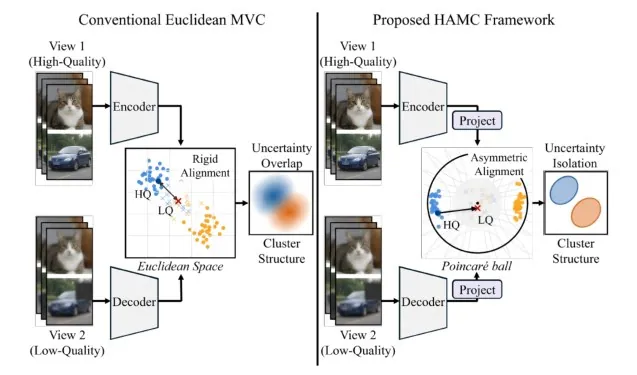 Conventional Euclidean MVC
View 1
(High-Quality)
Encoder
Rigid
Alignment
HQ
LQ
Euclidean Space
Uncertainty
Overlap
Cluster
Structure
Decoder
View 2
(Low-Quality)
Proposed HAMC Framework
View 1
(High-Quality)
Encoder
Project
Asymmetric
Alignment
HQ
LQ
Poincaré ball
Uncertainty
Isolation
Cluster
Structure
Project
Decoder
View 2
(Low-Quality)